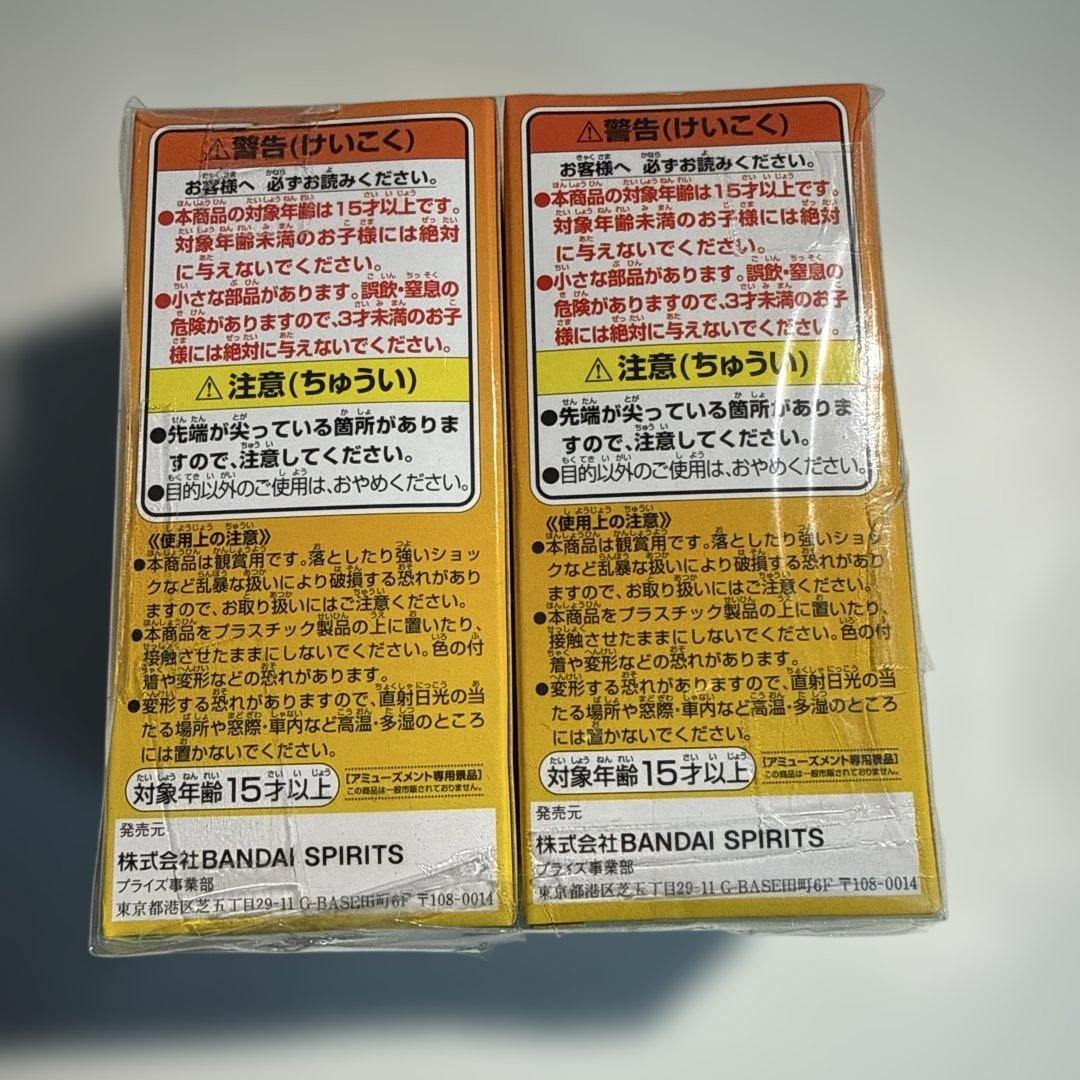 ⚠警告(けいこく)
お客様へ 必ずお読みください。
●本商品の対象年齢は15才以上です。
対象年齢未満のお子様には絶対
に与えないでください。
●小さな部品があります。誤飲・窒息の
危険がありますので、3才未満のお子
様には絶対に与えないでください。
⚠注意(ちゅうい)
●先端が尖っている箇所がありま
すので、注意してください。
●目的以外のご使用は、おやめください。
《使用上の注意》
●本商品は観賞用です。落としたり強いショッ
クなど乱暴な扱いにより破損する恐れがあり
ますので、お取り扱いにはご注意ください。
●本商品をプラスチック製品の上に置いたり、
接触させたままにしないでください。色の付
着や変形などの恐れがあります。
●変形する恐れがありますので、直射日光の当
たる場所や窓際・車内など高温・多湿のところ
には置かないでください。
対象年齢15才以上
【アミューズメント専用景品】
この商品は一般市販されておりません。
発売元
株式会社BANDAI SPIRITS
プライズ事業部
東京都港区芝五丁目29-11 G-BASE田町6F 〒108-0014
⚠警告(けいこく)
お客様へ 必ずお読みください。
●本商品の対象年齢は15才以上です。
対象年齢未満のお子様には絶対
に与えないでください。
●小さな部品があります。誤飲・窒息の
危険がありますので、3才未満のお子
様には絶対に与えないでください。
⚠注意(ちゅうい)
●先端が尖っている箇所がありま
すので、注意してください。
●目的以外のご使用は、おやめください。
《使用上の注意》
●本商品は観賞用です。落としたり強いショッ
クなど乱暴な扱いにより破損する恐れがあり
ますので、お取り扱いにはご注意ください。
●本商品をプラスチック製品の上に置いたり、
接触させたままにしないでください。色の付
着や変形などの恐れがあります。
●変形する恐れがありますので、直射日光の当
たる場所や窓際・車内など高温・多湿のところ
には置かないでください。
対象年齢15才以上
【アミューズメント専用景品】
この商品は一般市販されておりません。
発売元
株式会社BANDAI SPIRITS
プライズ事業部
東京都港区芝五丁目29-11 G-BASE田町6F 〒108-0014